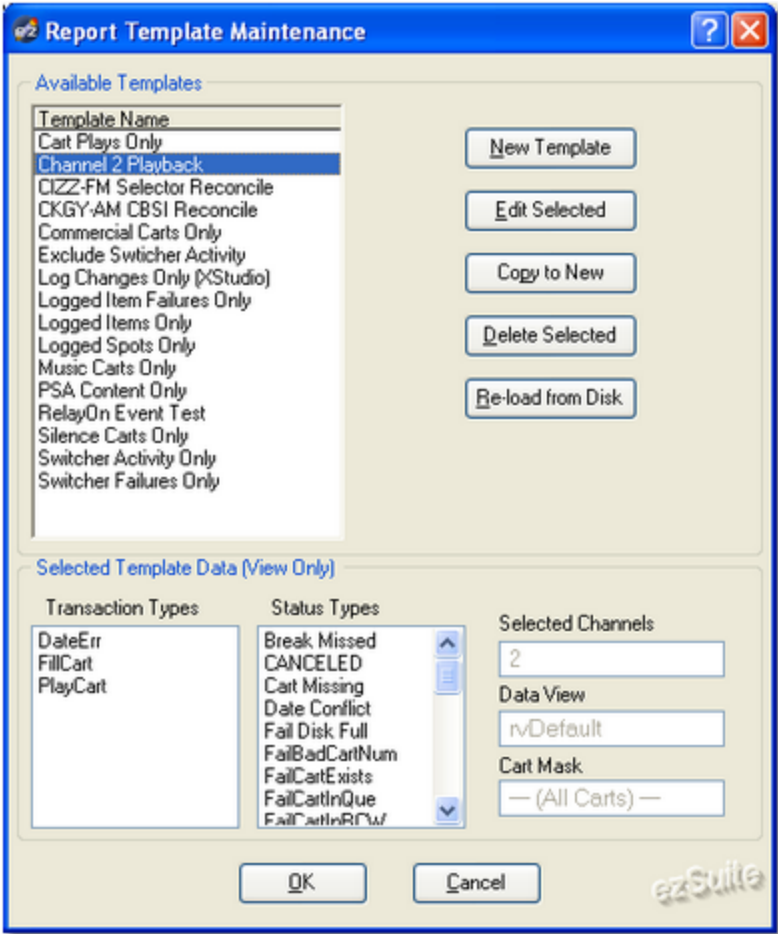 ez2 Report Template Maintenance ?
Available Templates
Template Name
Cart Plays Only
Channel 2 Playback
CIZZ-FM Selector Reconcile
CKGY-AM CBSI Reconcile
Commercial Carts Only
Exclude Swticher Activity
Log Changes Only (XStudio)
Logged Item Failures Only
Logged Items Only
Logged Spots Only
Music Carts Only
PSA Content Only
RelayOn Event Test
Silence Carts Only
Switcher Activity Only
Switcher Failures Only
New Template
Edit Selected
Copy to New
Delete Selected
Re-load from Disk
Selected Template Data (View Only)
Transaction Types
DateErr
FillCart
PlayCart
Status Types
Break Missed
CANCELED
Cart Missing
Date Conflict
Fail Disk Full
FailBadCartNum
FailCartExists
FailCartInQue
FailCartInRCW
Selected Channels
2
Data View
rvDefault
Cart Mask
— (All Carts) —
OK
Cancel
ezSuite